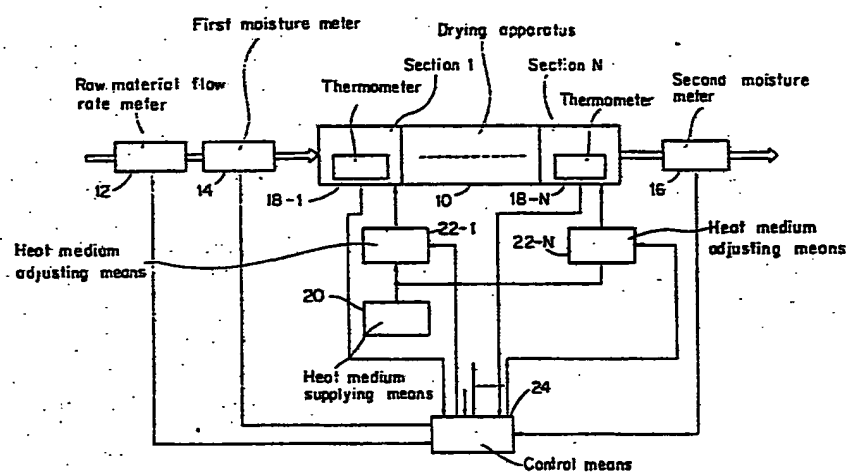 First moisture meter
Drying apparatus
Section 1
Section N
Raw material flow
rate meter
Thermometer
Thermometer
Second moisture
meter
12
14
18-1
10
18-N
16
22-1
22-N
Heat medium
adjusting means
Heat medium
adjusting means
20
Heat medium
supplying means
24
Control means